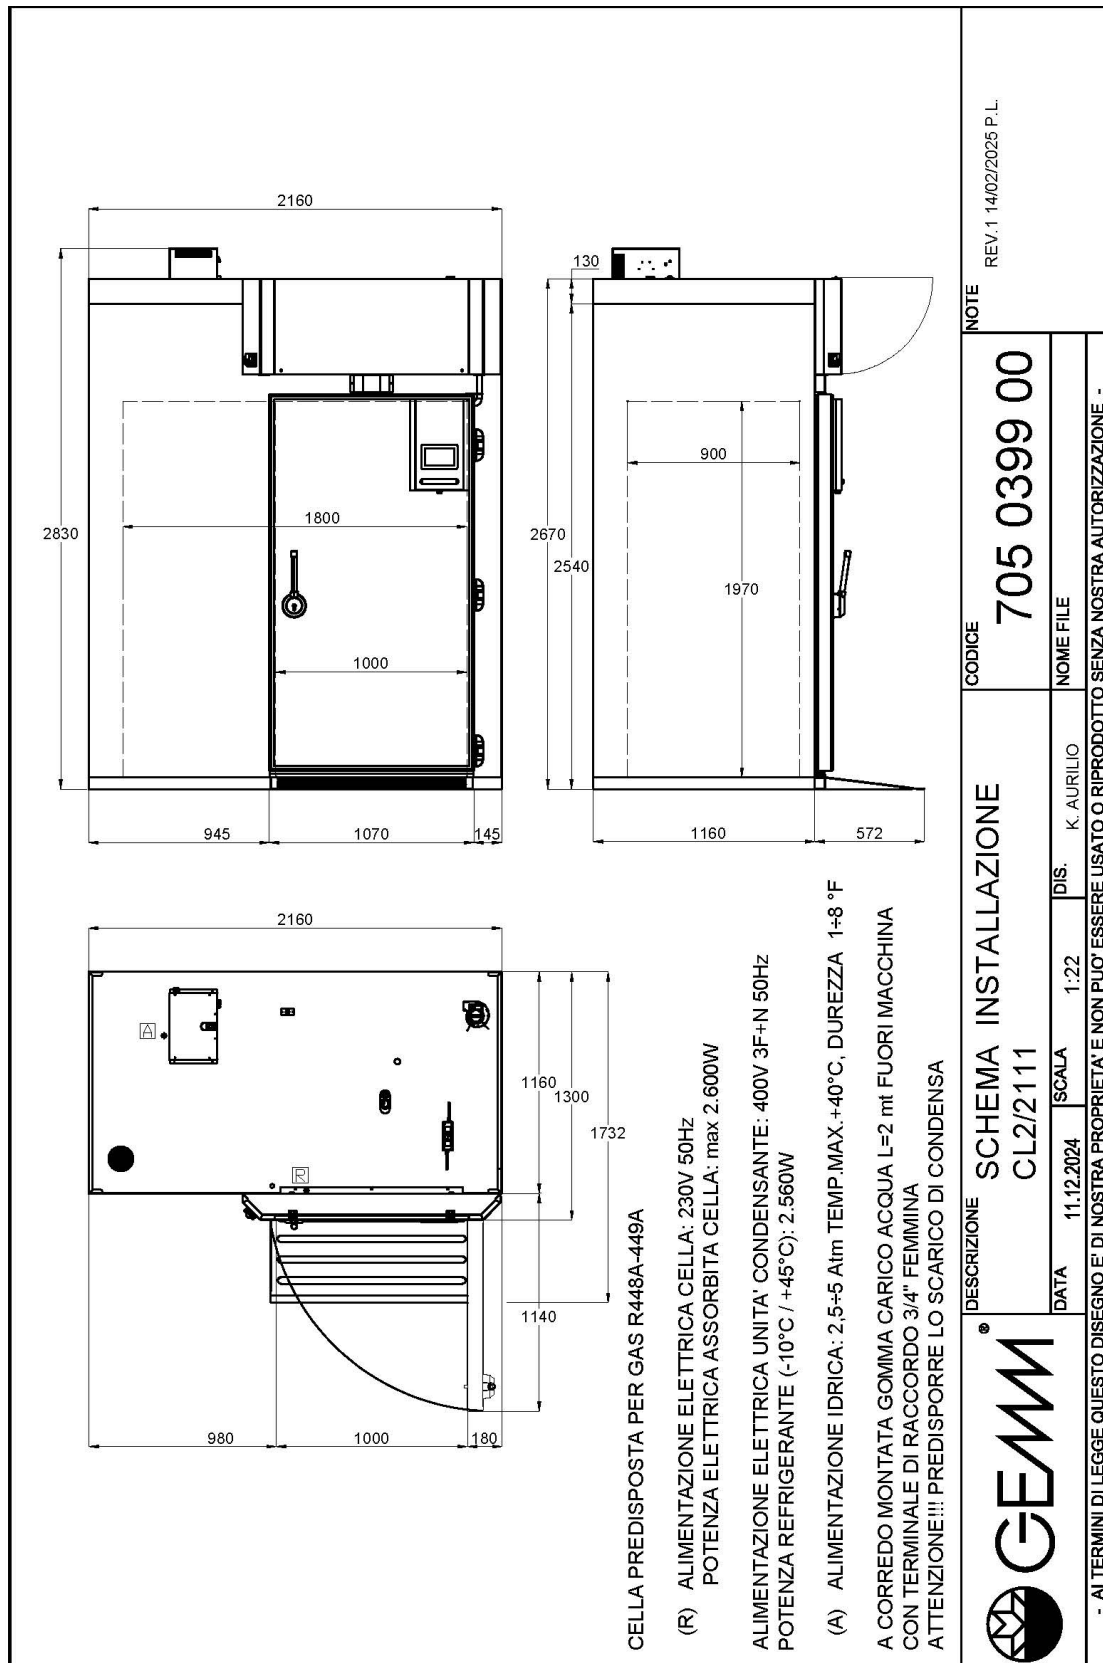 2160
2830
1800
1000
945
1070
145
130
2670
2540
900
1970
1160
572
2160
A
R
1160
1300
1732
1140
980
1000
180
CELLA PREDISPOSTA PER GAS R448A-449A
(R) ALIMENTAZIONE ELETTRICA CELLA: 230V 50Hz
POTENZA ELETTRICA ASSORBITA CELLA: max 2.600W
ALIMENTAZIONE ELETTRICA UNITA' CONDENSANTE: 400V 3F+N 50Hz
POTENZA REFRIGERANTE (-10°C / +45°C): 2.560W
(A) ALIMENTAZIONE IDRICA: 2,5÷5 Atm TEMP.MAX.+40°C, DUREZZA 1÷8 °F
A CORREDO MONTATA GOMMA CARICO ACQUA L=2 mt FUORI MACCHINA
CON TERMINALE DI RACCORDO 3/4" FEMMINA
ATTENZIONE!!! PREDISPORRE LO SCARICO DI CONDENSA
GEMM ®
DESCRIZIONE
SCHEMA INSTALLAZIONE
CL2/2111
CODICE
705 0399 00
NOTE
REV.1 14/02/2025 P.L.
DATA
11.12.2024
SCALA
1:22
DIS.
K. AURILIO
NOME FILE
- AI TERMINI DI LEGGE QUESTO DISEGNO E' DI NOSTRA PROPRIETA' E NON PUO' ESSERE USATO O RIPRODOTTO SENZA NOSTRA AUTORIZZAZIONE -